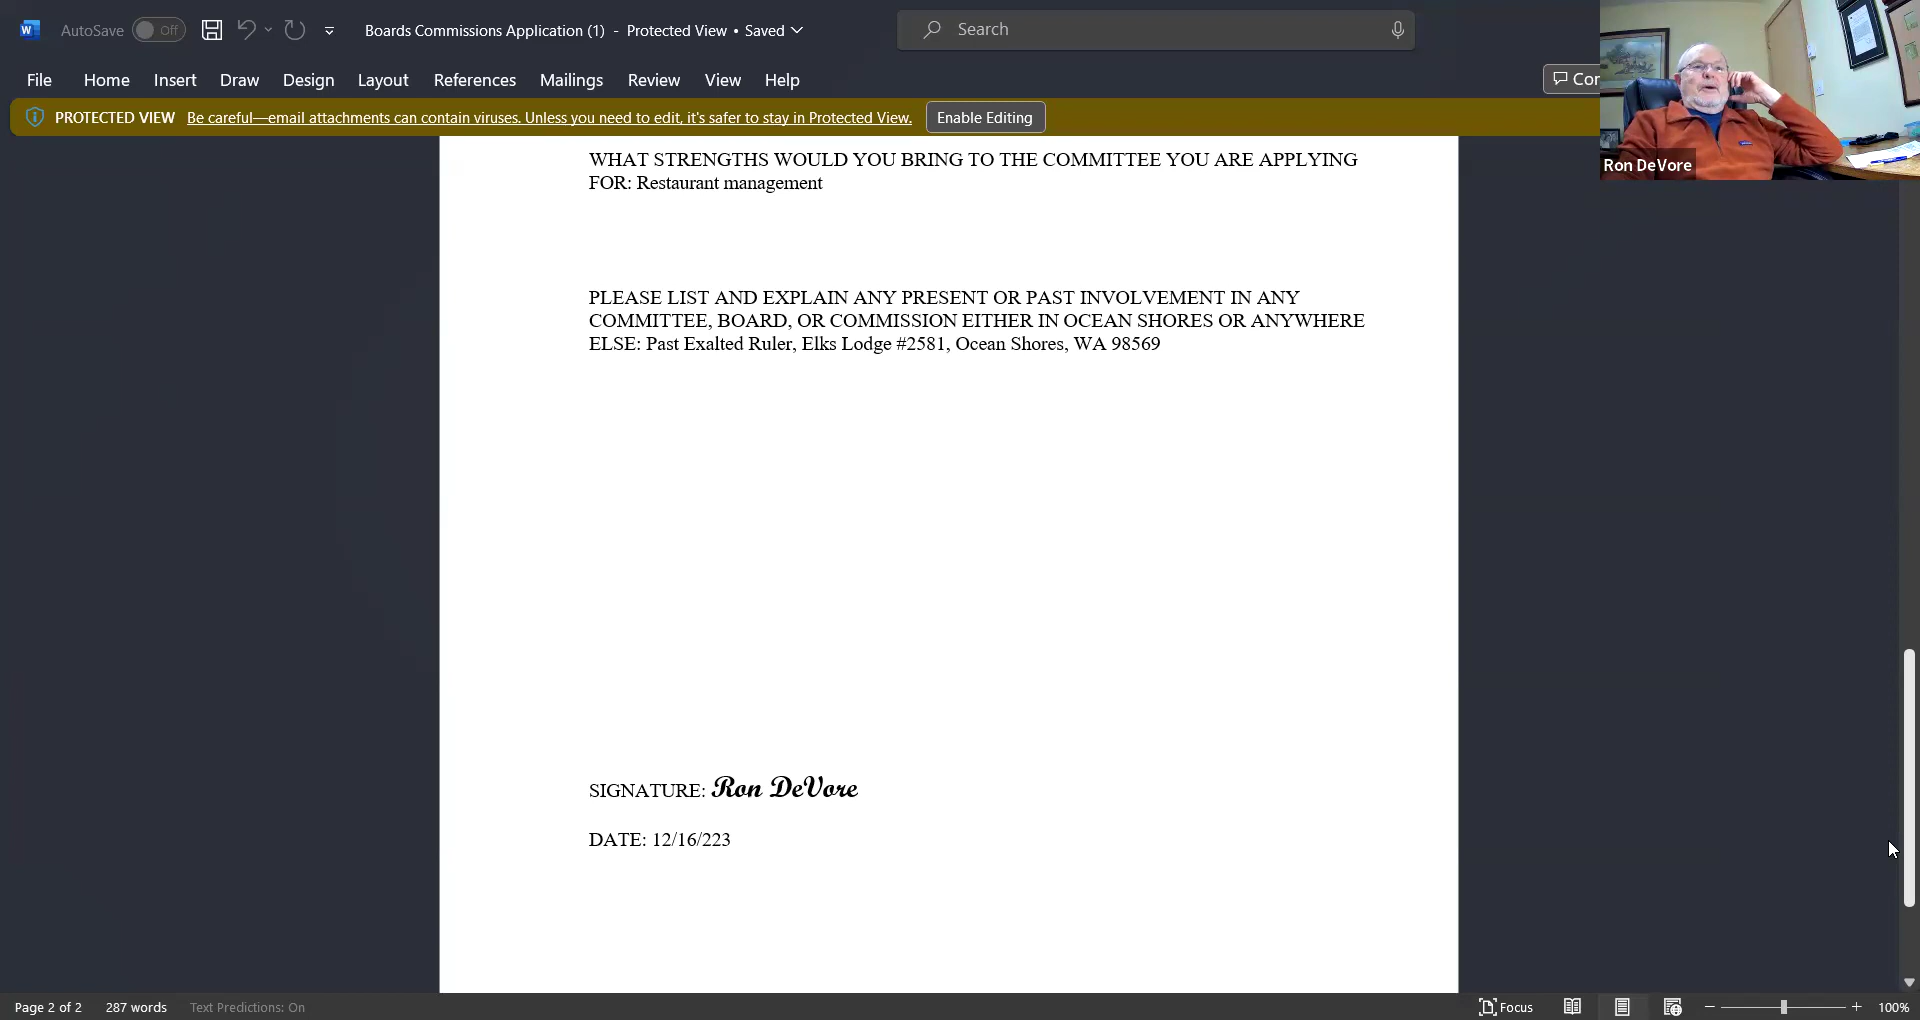 AutoSave Off Boards Commissions Application (1) - Protected View • Saved Search
File Home Insert Draw Design Layout References Mailings Review View Help
PROTECTED VIEW Be careful—email attachments can contain viruses. Unless you need to edit, it's safer to stay in Protected View. Enable Editing
Ron DeVore
WHAT STRENGTHS WOULD YOU BRING TO THE COMMITTEE YOU ARE APPLYING
FOR: Restaurant management
PLEASE LIST AND EXPLAIN ANY PRESENT OR PAST INVOLVEMENT IN ANY
COMMITTEE, BOARD, OR COMMISSION EITHER IN OCEAN SHORES OR ANYWHERE
ELSE: Past Exalted Ruler, Elks Lodge #2581, Ocean Shores, WA 98569
SIGNATURE: Ron DeVore
DATE: 12/16/223
Page 2 of 2 287 words Text Predictions: On Focus 100%